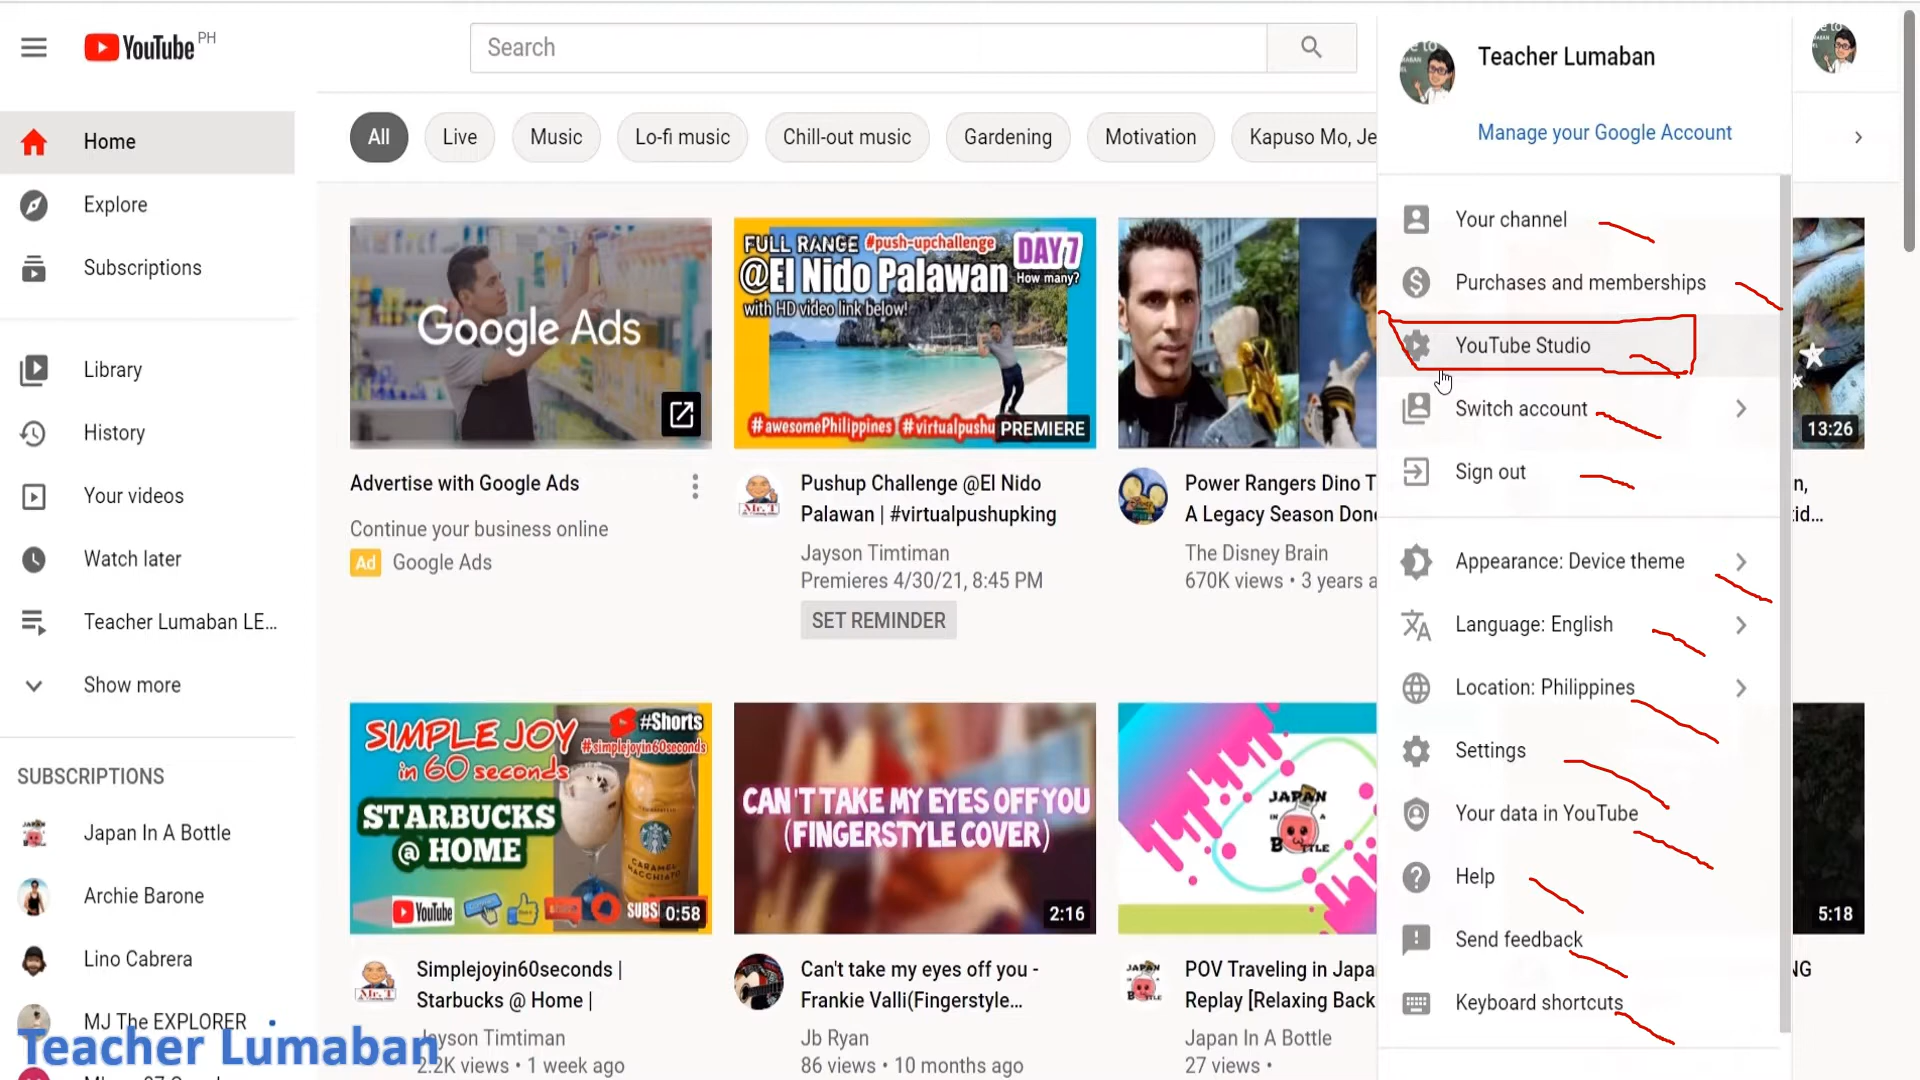 YouTube PH
Search
Home
Explore
Subscriptions
Library
History
Your videos
Watch later
Teacher Lumaban LE...
Show more
SUBSCRIPTIONS
Japan In A Bottle
Archie Barone
Lino Cabrera
MJ The EXPLORER
Teacher Lumaban
All
Live
Music
Lo-fi music
Chill-out music
Gardening
Motivation
Kapuso Mo, Je
Google Ads
Advertise with Google Ads
Continue your business online
Ad Google Ads
FULL RANGE #push-upchallenge
@El Nido Palawan
with HD video link below!
DAY 7
How many?
#awesomePhilippines #virtualpushu
PREMIERE
Mr. T
Pushup Challenge @El Nido
Palawan | #virtualpushupking
Jayson Timtiman
Premieres 4/30/21, 8:45 PM
SET REMINDER
Power Rangers Dino T
A Legacy Season Done
The Disney Brain
670K views • 3 years a
13:26
SIMPLE JOY
in 60 seconds
#Shorts
#simplejoyin60seconds
STARBUCKS
@ HOME
CARAMEL
MACCHIATO
YouTube
SUBS
0:58
Mr. T
Simplejoyin60seconds |
Starbucks @ Home |
Jayson Timtiman
2.2K views • 1 week ago
CAN'T TAKE MY EYES OFF YOU
(FINGERSTYLE COVER)
2:16
Can't take my eyes off you -
Frankie Valli(Fingerstyle...
Jb Ryan
86 views • 10 months ago
JAPAN
IN A
BOTTLE
POV Traveling in Japa
Replay [Relaxing Back
Japan In A Bottle
27 views •
5:18
Teacher Lumaban
Manage your Google Account
Your channel
Purchases and memberships
YouTube Studio
Switch account
Sign out
Appearance: Device theme
Language: English
Location: Philippines
Settings
Your data in YouTube
Help
Send feedback
Keyboard shortcuts